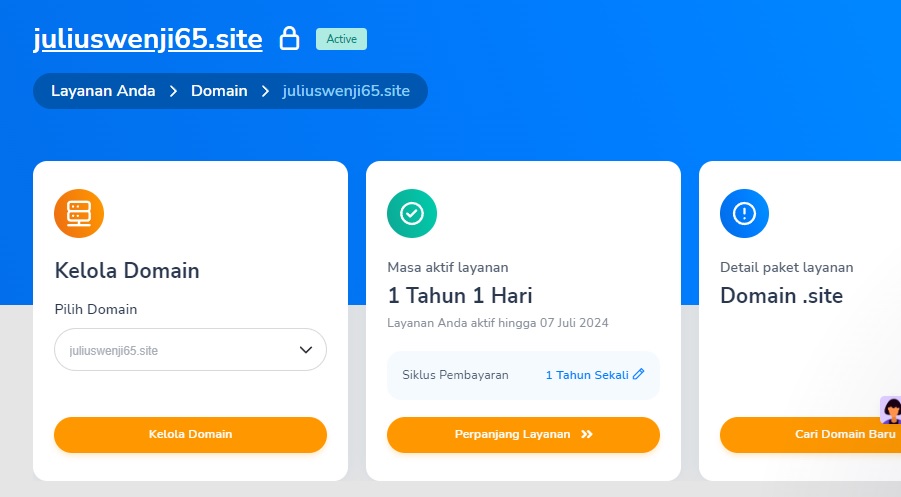 juliuswenji65.site Active
Layanan Anda Domain juliuswenji65.site
Kelola Domain
Pilih Domain
juliuswenji65.site
Kelola Domain
Masa aktif layanan
1 Tahun 1 Hari
Layanan Anda aktif hingga 07 Juli 2024
Siklus Pembayaran 1 Tahun Sekali
Perpanjang Layanan
Detail paket layanan
Domain .site
Cari Domain Baru